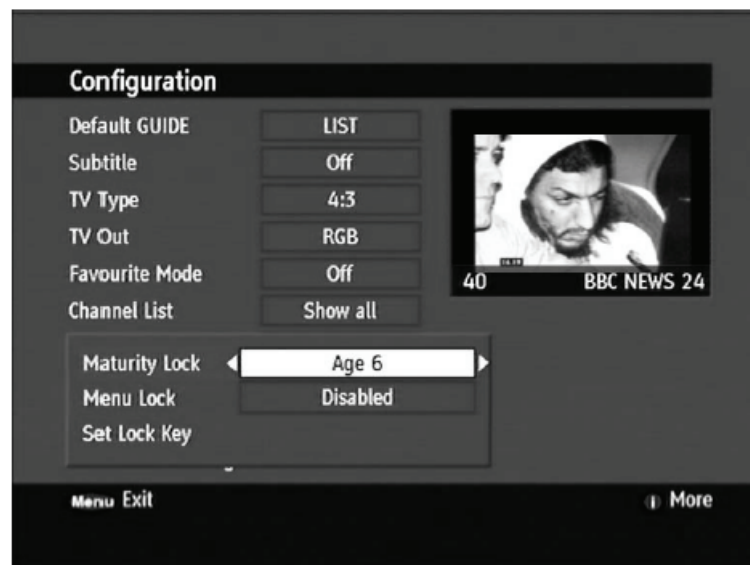 Configuration
Default GUIDE LIST
Subtitle Off
TV Type 4:3
TV Out RGB
Favourite Mode Off
Channel List Show all
40 BBC NEWS 24
Maturity Lock Age 6
Menu Lock Disabled
Set Lock Key
Menu Exit
i More